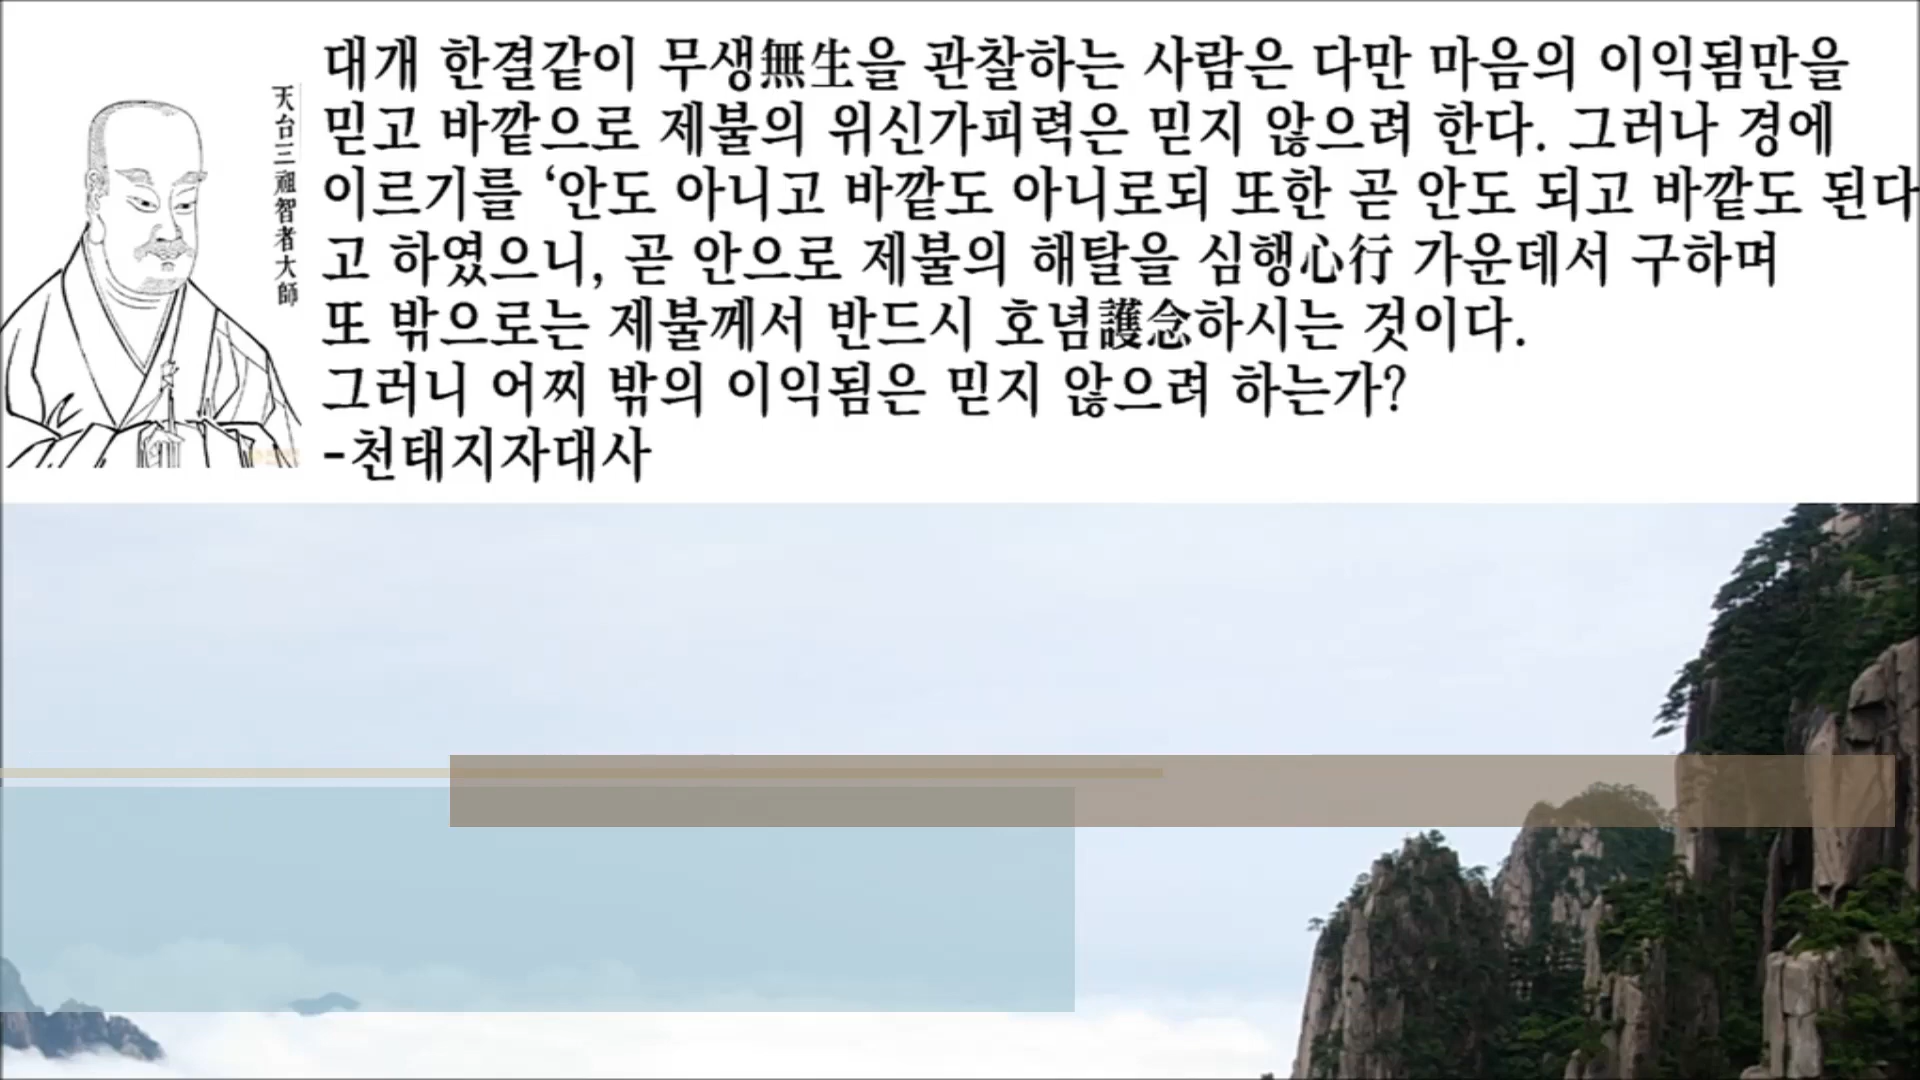 대개 한결같이 무생無生을 관찰하는 사람은 다만 마음의 이익됨만을
믿고 바깥으로 제불의 위신가피력은 믿지 않으려 한다. 그러나 경에
이르기를 ‘안도 아니고 바깥도 아니로되 또한 곧 안도 되고 바깥도 된다
고 하였으니, 곧 안으로 제불의 해탈을 심행心行 가운데서 구하며
또 밖으로는 제불께서 반드시 호념護念하시는 것이다.
그러니 어찌 밖의 이익됨은 믿지 않으려 하는가?
-천태지자대사
天台三祖智者大師